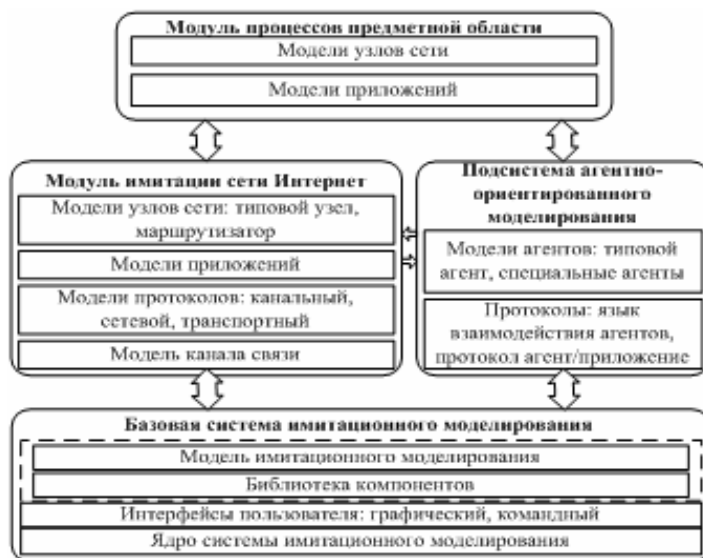 Модуль процессов предметной области
Модели узлов сети
Модели приложений
Модуль имитации сети Интернет
Модели узлов сети: типовой узел,
маршрутизатор
Модели приложений
Модели протоколов: канальный,
сетевой, транспортный
Модель канала связи
Подсистема агентно-
ориентированного
моделирования
Модели агентов: типовой
агент, специальные агенты
Протоколы: язык
взаимодействия агентов,
протокол агент/приложение
Базовая система имитационного моделирования
Модель имитационного моделирования
Библиотека компонентов
Интерфейсы пользователя: графический, командный
Ядро системы имитационного моделирования